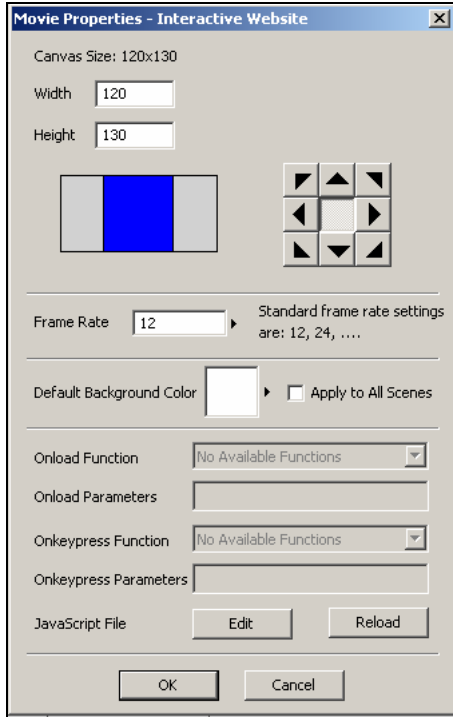 Movie Properties - Interactive Website
Canvas Size: 120x130
Width 120
Height 130
Frame Rate 12 Standard frame rate settings
are: 12, 24, ....
Default Background Color Apply to All Scenes
Onload Function No Available Functions
Onload Parameters
Onkeypress Function No Available Functions
Onkeypress Parameters
JavaScript File Edit Reload
OK Cancel